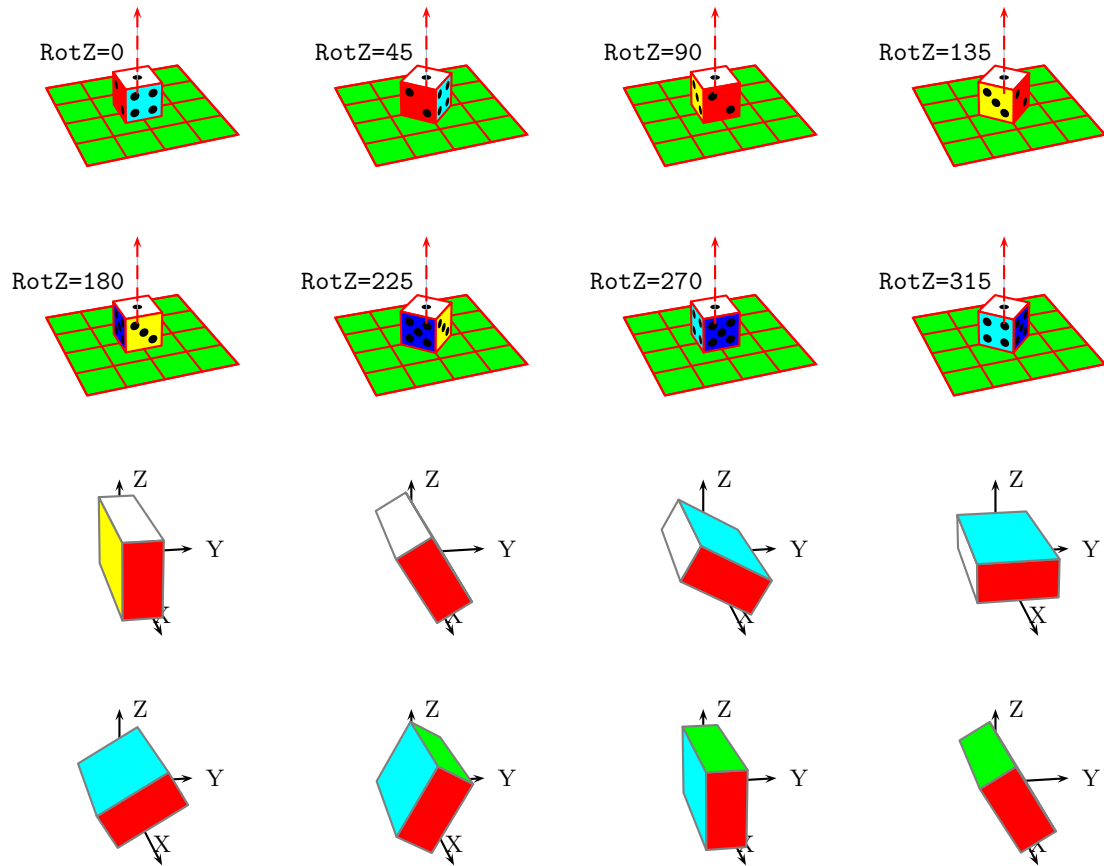 RotZ=0 RotZ=45 RotZ=90 RotZ=135
RotZ=180 RotZ=225 RotZ=270 RotZ=315
Z Z Z Z
Y Y Y Y
X X X X
Z Z Z Z
Y Y Y Y
X X X X